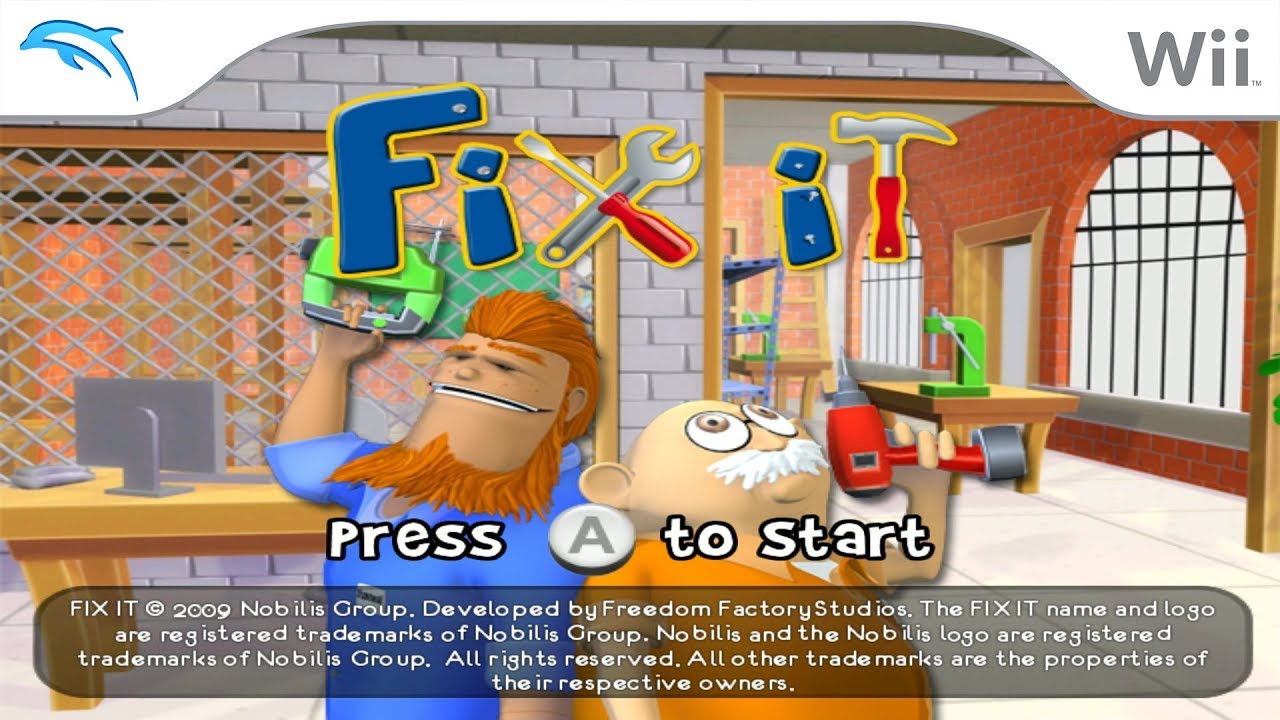 Wii
TM
Fix iT
Press A to Start
FIX IT © 2009 Nobilis Group. Developed by Freedom Factory Studios. The FIX IT name and logo
are registered trademarks of Nobilis Group. Nobilis and the Nobilis logo are registered
trademarks of Nobilis Group. All rights reserved. All other trademarks are the properties of
their respective owners.